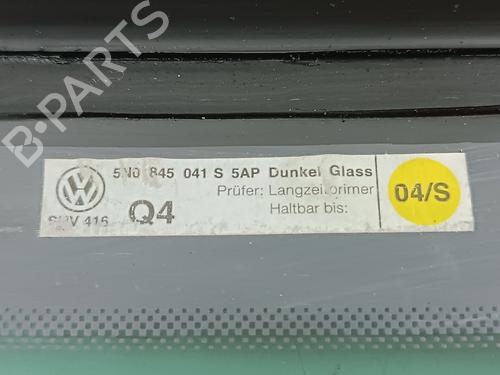 5N0 845 041 S 5AP Dunkel Glass
Prüfer: Langzeitprimer
Haltbar bis:
SUV 416 Q4
04/S
B-PARTS